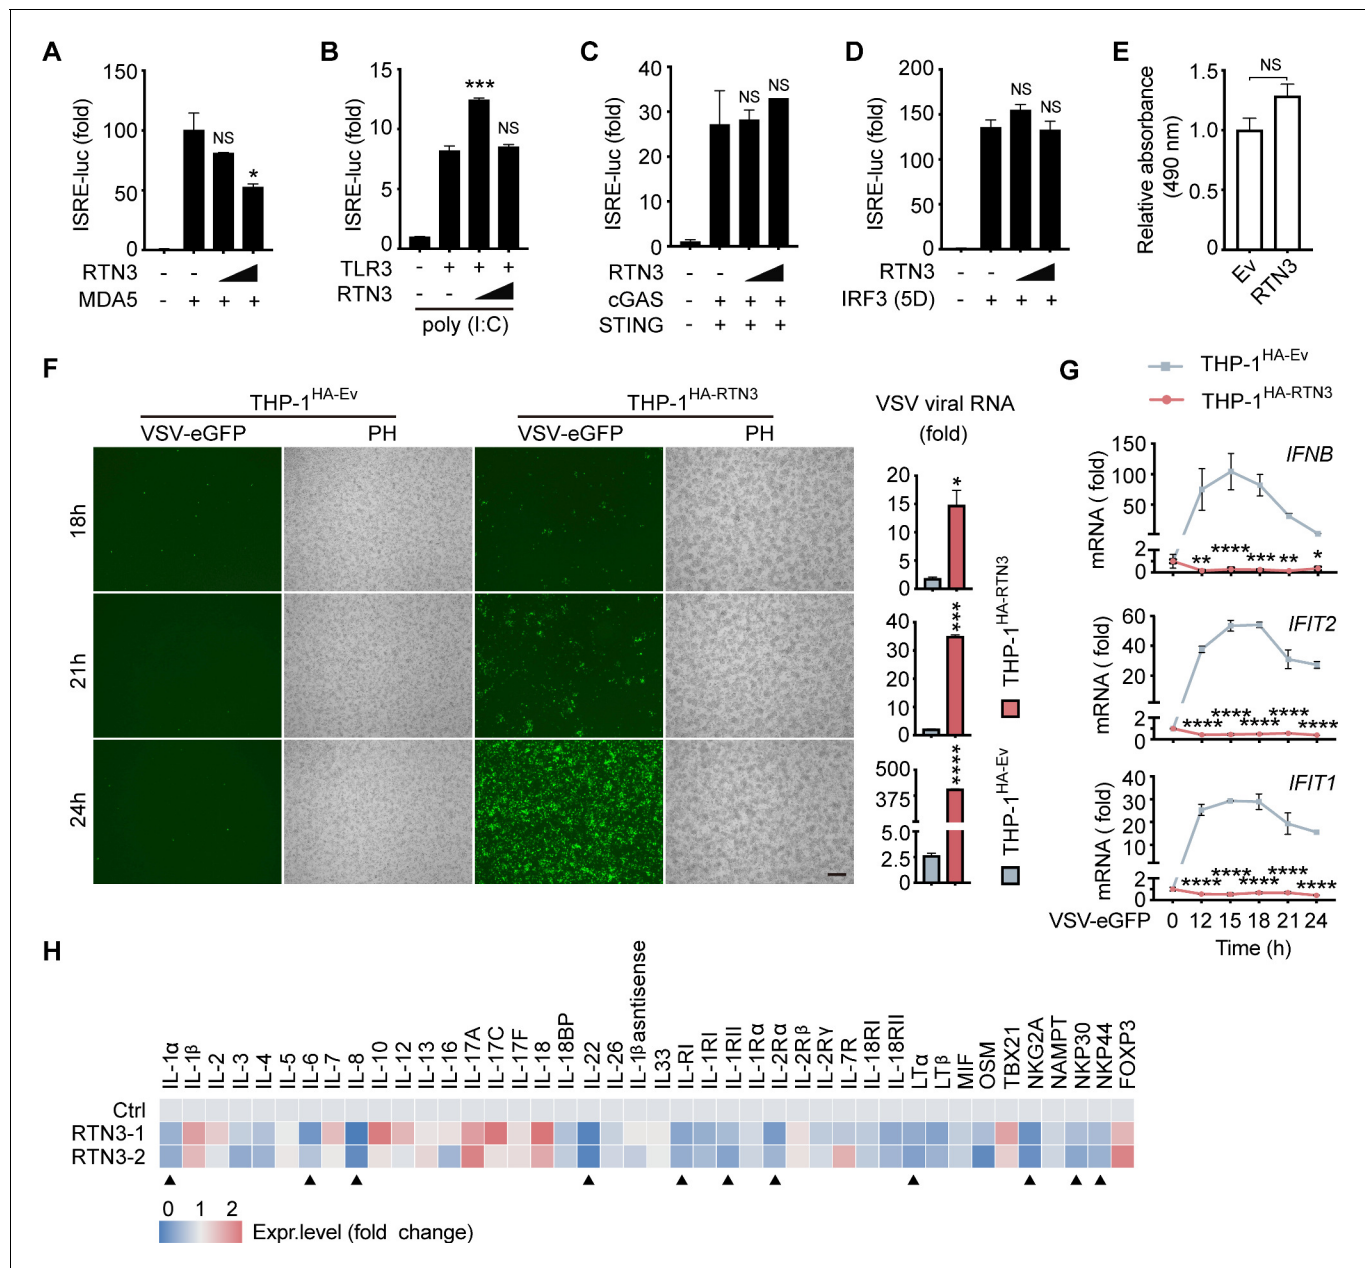 A
ISRE-luc (fold)
150
100
50
0
NS
*
RTN3 - -
MDA5 - + + +
B
ISRE-luc (fold)
15
10
5
0
***
NS
TLR3 - + + +
RTN3 - -
poly (I:C)
C
ISRE-luc (fold)
40
30
20
10
0
NS NS
RTN3 - -
cGAS - + + +
STING - + + +
D
ISRE-luc (fold)
200
150
100
50
0
NS
NS
RTN3 - -
IRF3 (5D) - + + +
E
Relative absorbance
(490 nm)
1.5
1.0
0.5
0
NS
Ev
RTN3
F
THP-1HA-Ev
THP-1HA-RTN3
VSV-eGFP PH VSV-eGFP PH
18h
21h
24h
VSV viral RNA
(fold)
20
15
10
5
0
*
40
30
20
10
0
***
500
375
5.0
2.5
0
****
THP-1HA-RTN3
THP-1HA-Ev
G
THP-1HA-Ev
THP-1HA-RTN3
IFNB
mRNA ( fold)
150
100
50
2
0
** **** *** ** *
IFIT2
mRNA ( fold)
60
40
20
2
0
**** **** **** **** ****
IFIT1
mRNA ( fold)
40
30
20
10
2
0
**** **** **** **** ****
VSV-eGFP 0 12 15 18 21 24
Time (h)
H
IL-1α IL-1β IL-2 IL-3 IL-4 IL-5 IL-6 IL-7 IL-8 IL-10 IL-12 IL-13 IL-16 IL-17A IL-17C IL-17F IL-18 IL-18BP IL-22 IL-26 IL-1β asntisense IL33 IL-RI IL-1RI IL-1RII IL-1Rα IL-2Rα IL-2Rβ IL-2Rγ IL-7R IL-18RI IL-18RII LTα LTβ MIF OSM TBX21 NKG2A NAMPT NKP30 NKP44 FOXP3
Ctrl
RTN3-1
RTN3-2
0 1 2
Expr.level (fold change)